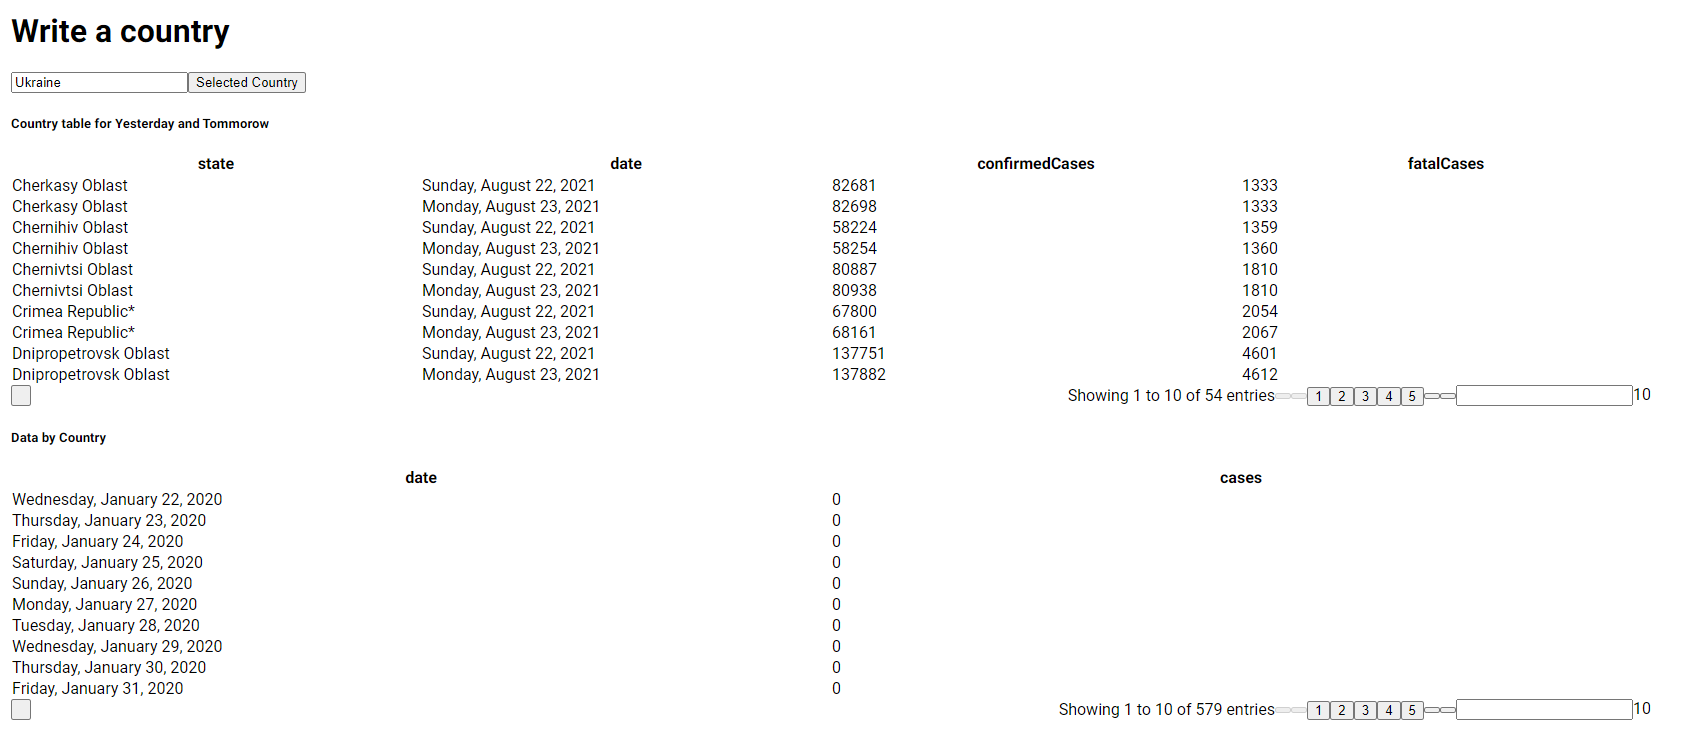 Write a country
Ukraine Selected Country
Country table for Yesterday and Tommorow
state date confirmedCases fatalCases
Cherkasy Oblast Sunday, August 22, 2021 82681 1333
Cherkasy Oblast Monday, August 23, 2021 82698 1333
Chernihiv Oblast Sunday, August 22, 2021 58224 1359
Chernihiv Oblast Monday, August 23, 2021 58254 1360
Chernivtsi Oblast Sunday, August 22, 2021 80887 1810
Chernivtsi Oblast Monday, August 23, 2021 80938 1810
Crimea Republic* Sunday, August 22, 2021 67800 2054
Crimea Republic* Monday, August 23, 2021 68161 2067
Dnipropetrovsk Oblast Sunday, August 22, 2021 137751 4601
Dnipropetrovsk Oblast Monday, August 23, 2021 137882 4612
Showing 1 to 10 of 54 entries 1 2 3 4 5 10
Data by Country
date cases
Wednesday, January 22, 2020 0
Thursday, January 23, 2020 0
Friday, January 24, 2020 0
Saturday, January 25, 2020 0
Sunday, January 26, 2020 0
Monday, January 27, 2020 0
Tuesday, January 28, 2020 0
Wednesday, January 29, 2020 0
Thursday, January 30, 2020 0
Friday, January 31, 2020 0
Showing 1 to 10 of 579 entries 1 2 3 4 5 10